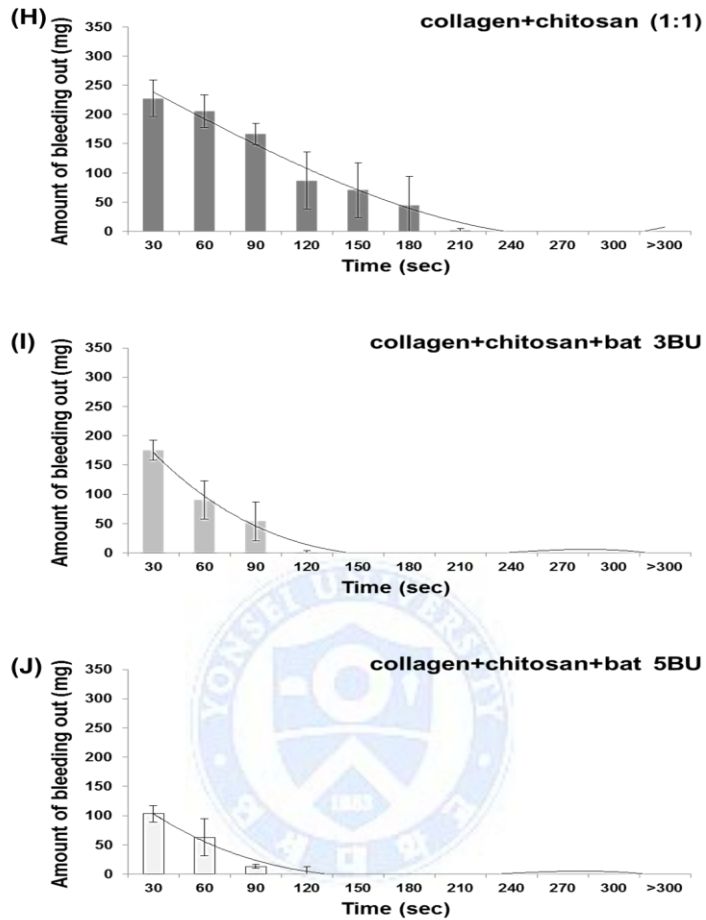 (H)
collagen+chitosan (1:1)
Amount of bleeding out (mg)
350
300
250
200
150
100
50
0
30 60 90 120 150 180 210 240 270 300 >300
Time (sec)
(I)
collagen+chitosan+bat 3BU
Amount of bleeding out (mg)
350
300
250
200
150
100
50
0
30 60 90 120 150 180 210 240 270 300 >300
Time (sec)
(J)
collagen+chitosan+bat 5BU
Amount of bleeding out (mg)
350
300
250
200
150
100
50
0
30 60 90 120 150 180 210 240 270 300 >300
Time (sec)
YONSEI UNIVERSITY
1885